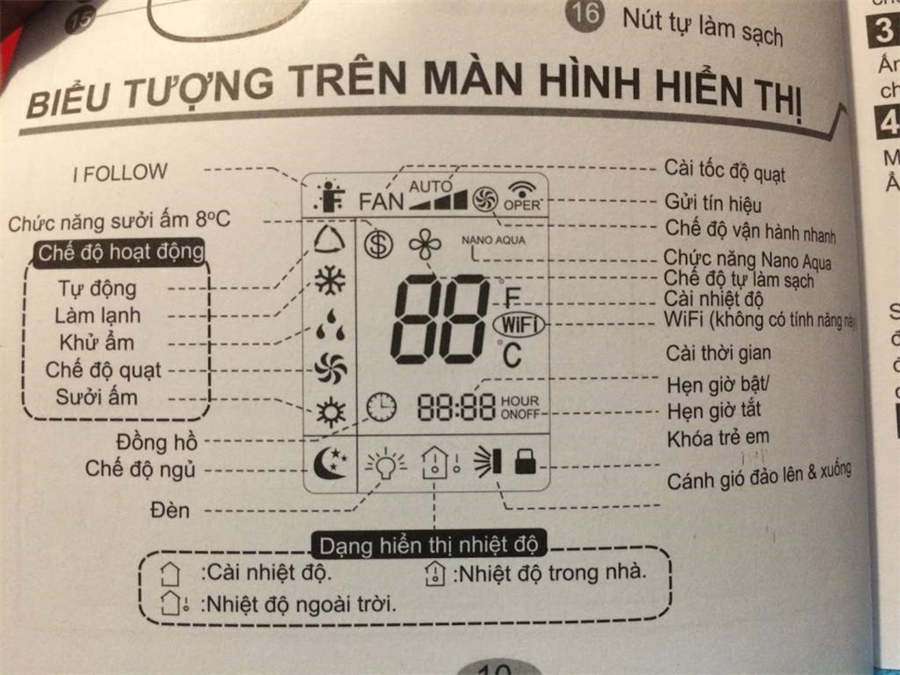 15
16 Nút tự làm sạch
BIỂU TƯỢNG TRÊN MÀN HÌNH HIỂN THỊ
I FOLLOW
Chức năng sưởi ấm 8ºC
Chế độ hoạt động
Tự động
Làm lạnh
Khử ẩm
Chế độ quạt
Sưởi ấm
Đồng hồ
Chế độ ngủ
Đèn
FAN AUTO OPER
NANO AQUA
88 °F
WiFi
°C
88:88 HOUR
ONOFF
Cài tốc độ quạt
Gửi tín hiệu
Chế độ vận hành nhanh
Chức năng Nano Aqua
Chế độ tự làm sạch
Cài nhiệt độ
WiFi (không có tính năng này)
Cài thời gian
Hẹn giờ bật/
Hẹn giờ tắt
Khóa trẻ em
Cánh gió đảo lên & xuống
Dạng hiển thị nhiệt độ
:Cài nhiệt độ. :Nhiệt độ trong nhà.
:Nhiệt độ ngoài trời.
3
4